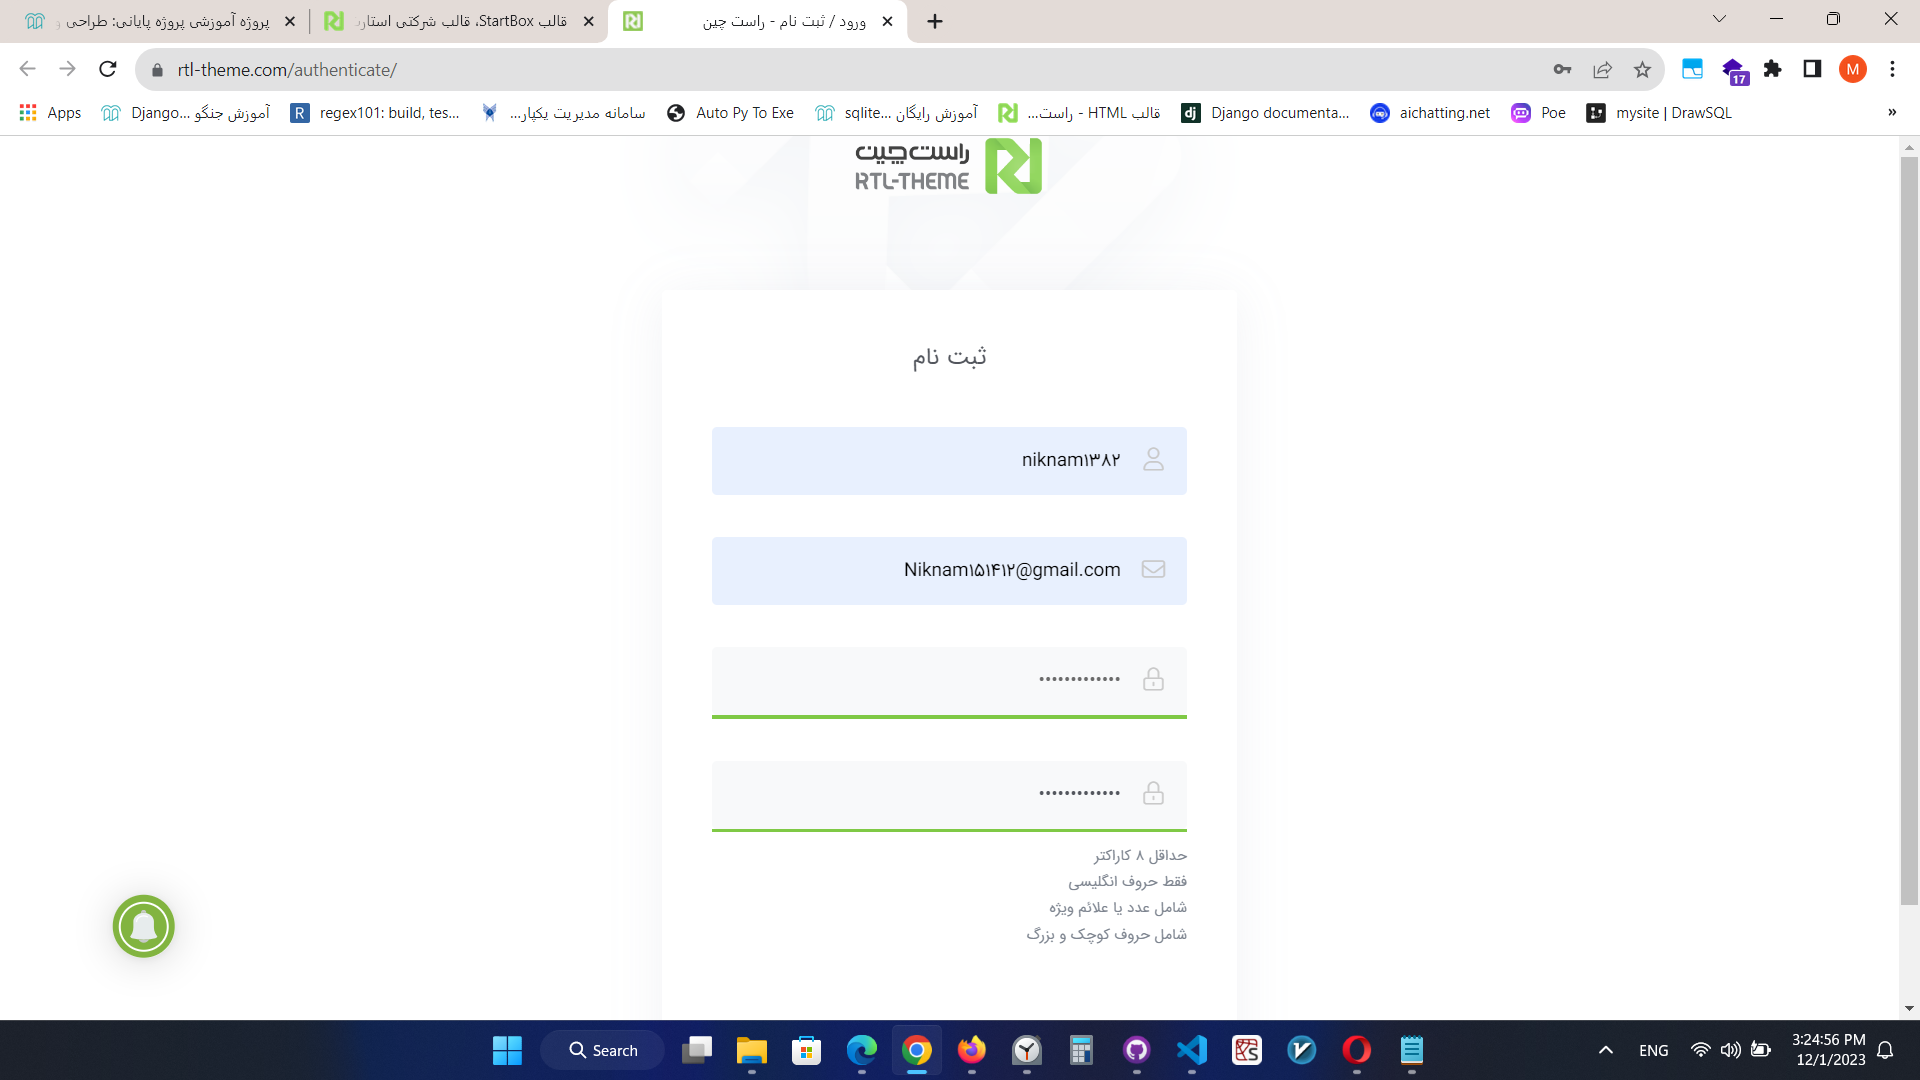 پروژه آموزشی پروژه پایانی: طراحی و
قالب StartBox، قالب شرکتی استار
ورود / ثبت نام - راست چین
rtl-theme.com/authenticate/
17
M
Apps
آموزش جنگو ...Django
regex101: build, tes...
سامانه مدیریت یکپار...
Auto Py To Exe
آموزش رایگان ...sqlite
قالب HTML - راست...
Django documenta...
aichatting.net
Poe
mysite | DrawSQL
»
راست‌چین
RTL-THEME
ثبت نام
niknam۱۳۸۲
Niknam۱۵۱۴۱۲@gmail.com
•••••••••••••
•••••••••••••
حداقل ۸ کاراکتر
فقط حروف انگلیسی
شامل عدد یا علائم ویژه
شامل حروف کوچک و بزرگ
Search
ENG
3:24:56 PM
12/1/2023